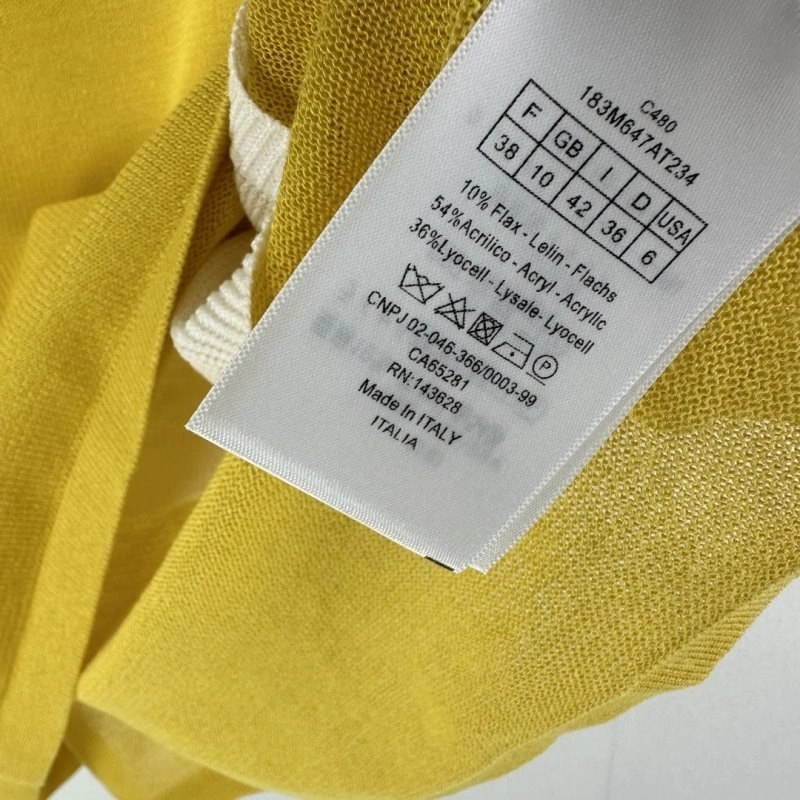 C480
183M647AT234
F GB I D USA
38 10 42 36 6
10% Flax - Lelin - Flachs
54%Acrilico - Acryl - Acrylic
36%Lyocell - Lysale - Lyocell
P
CNPJ 02-046-366/0003-99
CA65281
RN:143628
Made In ITALY
ITALIA